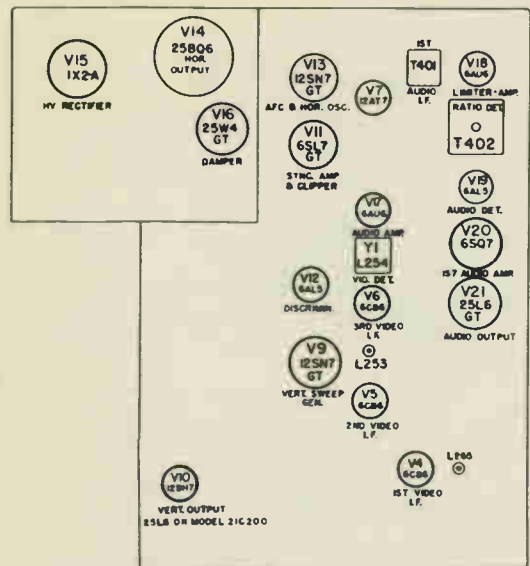 V15
1X2-A
HV RECTIFIER
V14
25BQ6
HOR.
OUTPUT
V16
25W4
GT
DAMPER
V13
12SN7
GT
AFC & HOR. OSC.
V11
6SL7
GT
SYNC. AMP
& CLIPPER
V7
12AT7
IST
T401
AUDIO
I.F.
V18
6AU6
LIMITER-AMP.
RATIO DET.
T402
V19
6AL5
AUDIO DET.
V17
6AU6
AUDIO AMP.
Y1
L254
VID. DET.
V20
6SQ7
IST AUDIO AMP
V21
25L6
GT
AUDIO OUTPUT
V12
6AL5
DISCRIMIN.
V6
6CB6
3RD VIDEO
I.F.
L253
V9
12SN7
GT
VERT. SWEEP
GEN.
V5
6CB6
2ND VIDEO
I.F.
V4
6CB6
IST VIDEO
I.F.
L265
V10
12BH7
VERT. OUTPUT
25L6 ON MODEL 21C200